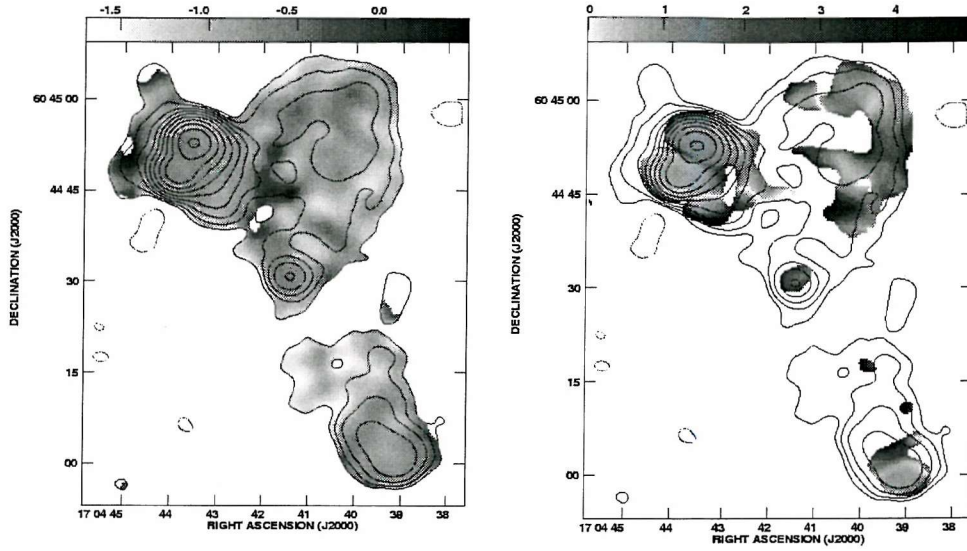 -1.5 -1.0 -0.5 0.0
60 45 00
44 45
30
15
00
DECLINATION (J2000)
17 04 45 44 43 42 41 40 39 38
RIGHT ASCENSION (J2000)
0 1 2 3 4
60 45 00
44 45
30
15
00
DECLINATION (J2000)
17 04 45 44 43 42 41 40 39 38
RIGHT ASCENSION (J2000)